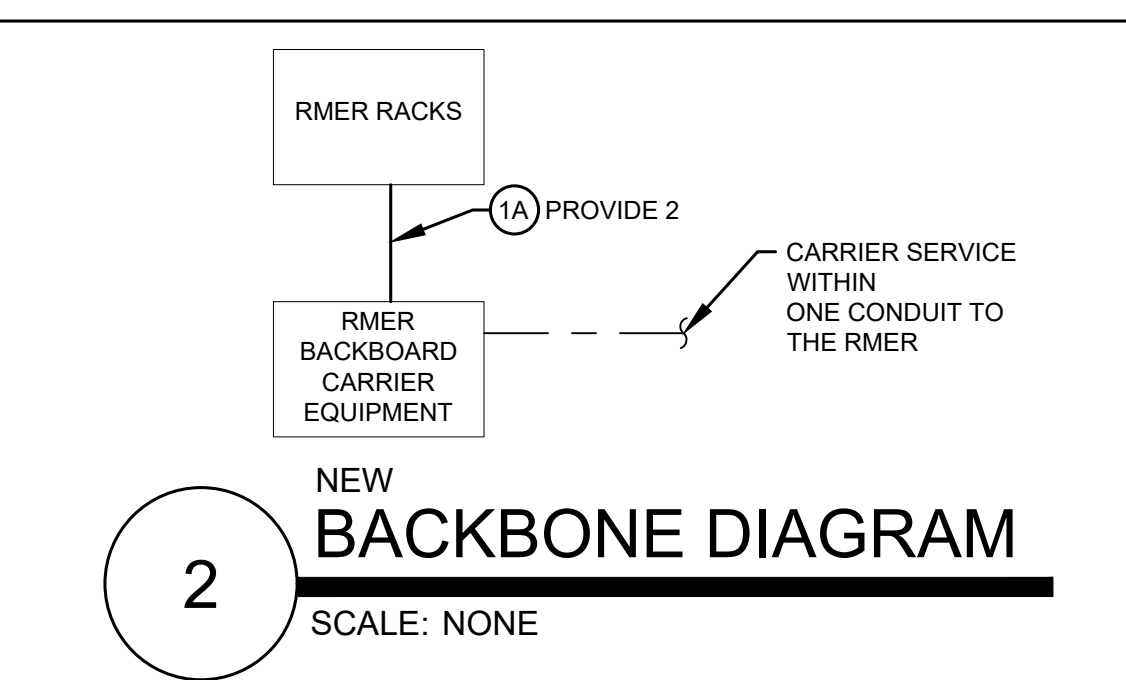 RMER RACKS
1A PROVIDE 2
CARRIER SERVICE
WITHIN
ONE CONDUIT TO
THE RMER
RMER
BACKBOARD
CARRIER
EQUIPMENT
NEW
BACKBONE DIAGRAM
2
SCALE: NONE